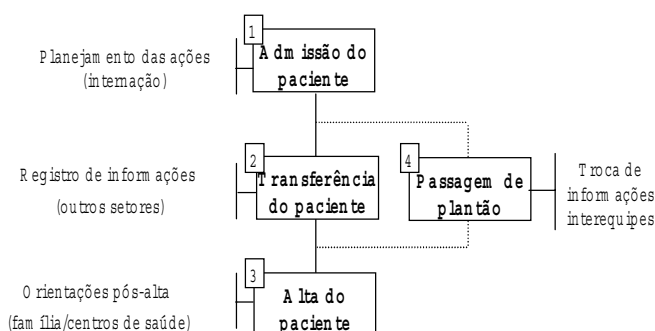 1
Planejamento das ações
(internação)
Admissão do
paciente
2
Registro de informações
(outros setores)
Transferência
do paciente
4
Passagem de
plantão
Troca de
informações
interequipes
3
Orientações pós-alta
(família/centros de saúde)
Alta do
paciente